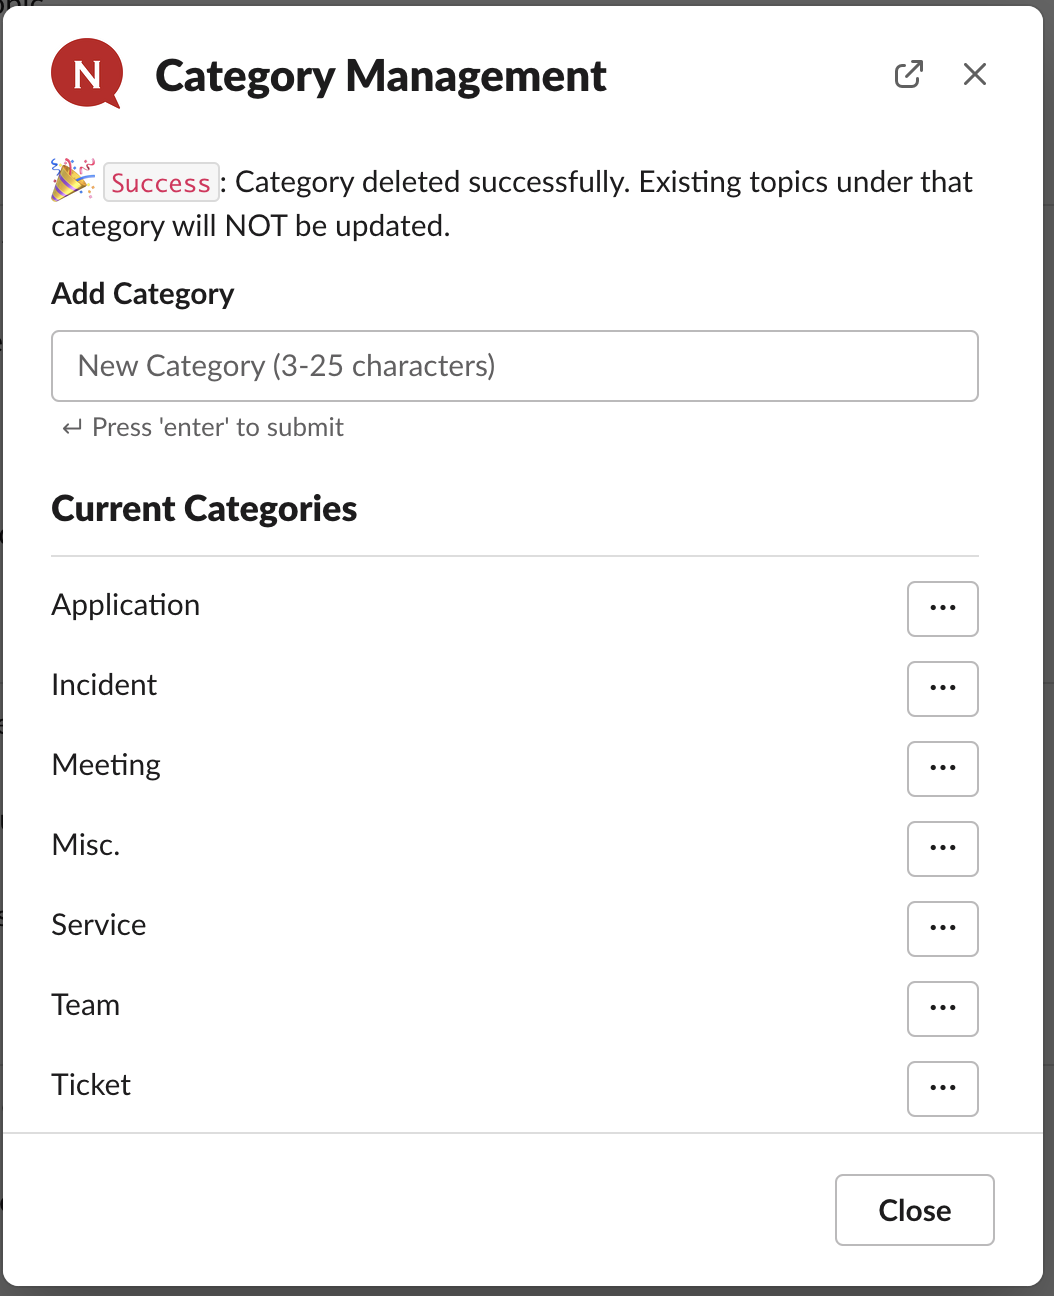 N Category Management
Success: Category deleted successfully. Existing topics under that
category will NOT be updated.
Add Category
New Category (3-25 characters)
↵ Press 'enter' to submit
Current Categories
Application
Incident
Meeting
Misc.
Service
Team
Ticket
Close